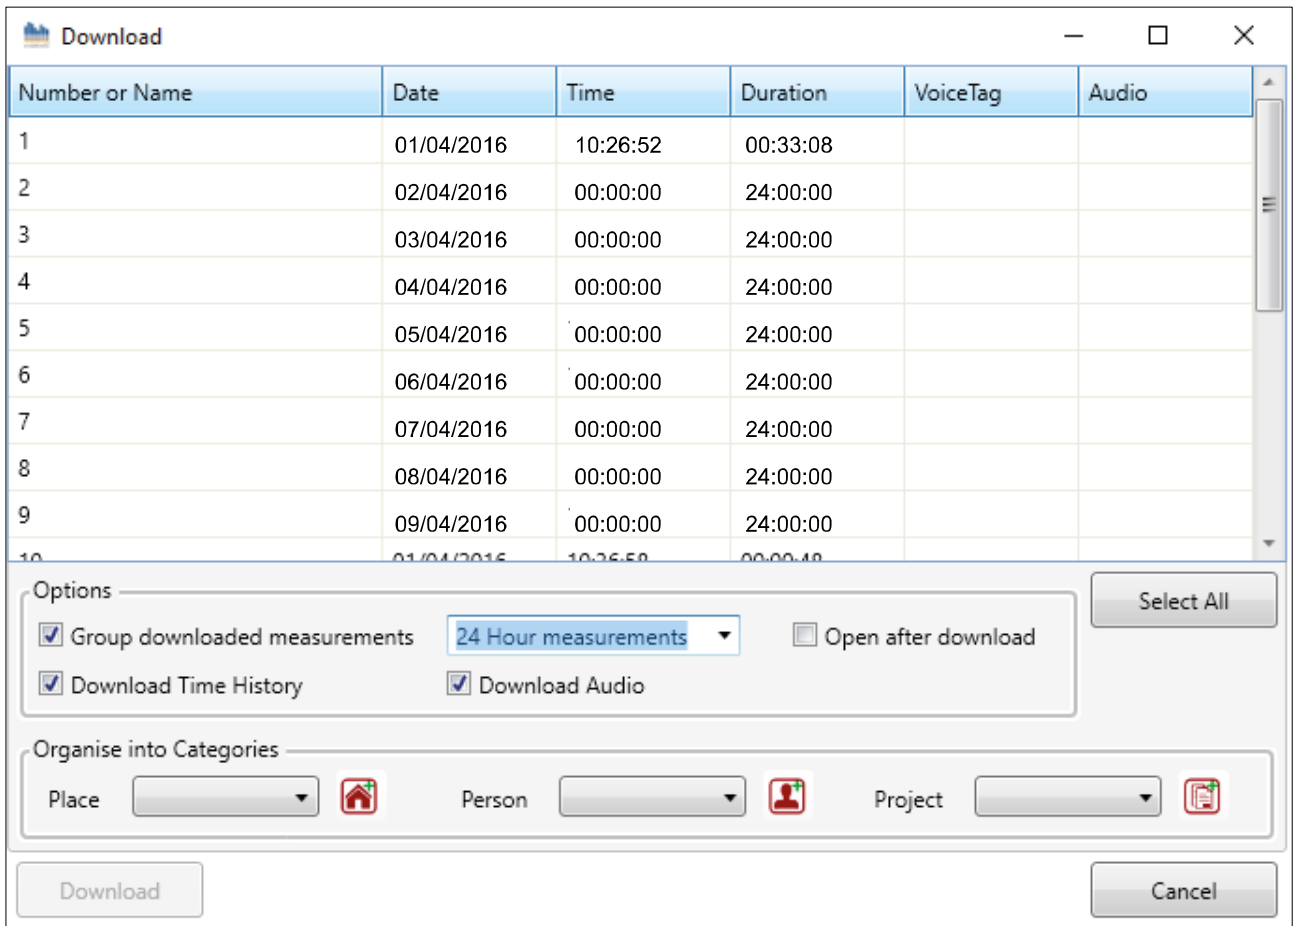 Download
Number or Name Date Time Duration VoiceTag Audio
1 01/04/2016 10:26:52 00:33:08
2 02/04/2016 00:00:00 24:00:00
3 03/04/2016 00:00:00 24:00:00
4 04/04/2016 00:00:00 24:00:00
5 05/04/2016 00:00:00 24:00:00
6 06/04/2016 00:00:00 24:00:00
7 07/04/2016 00:00:00 24:00:00
8 08/04/2016 00:00:00 24:00:00
9 09/04/2016 00:00:00 24:00:00
10 01/04/2016
Options
Select All
Group downloaded measurements 24 Hour measurements Open after download
Download Time History Download Audio
Organise into Categories
Place Person Project
Download Cancel